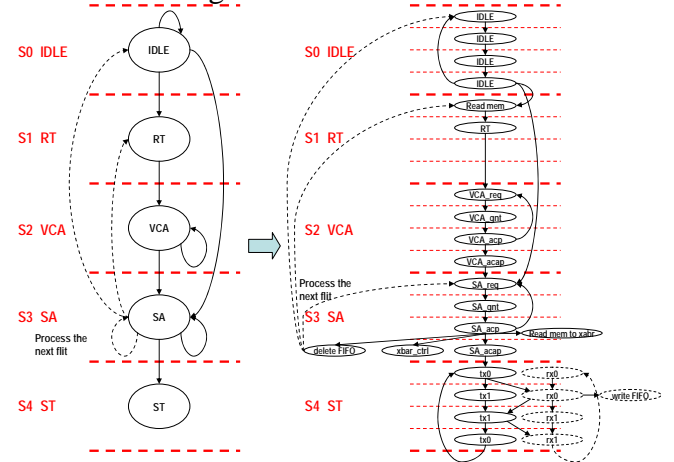 S0 IDLE
IDLE
S1 RT
RT
S2 VCA
VCA
S3 SA
SA
Process the
next flit
S4 ST
ST
S0 IDLE
IDLE
IDLE
IDLE
IDLE
Read mem
S1 RT
RT
VCA_req
VCA_gnt
S2 VCA
VCA_acp
VCA_acap
Process the
next flit
SA_req
SA_gnt
S3 SA
SA_acp
Read mem to xabr
delete FIFO
xbar_ctrl
SA_acap
tx0
rx0
tx1
rx0
write FIFO
S4 ST
tx1
rx1
tx0
rx1